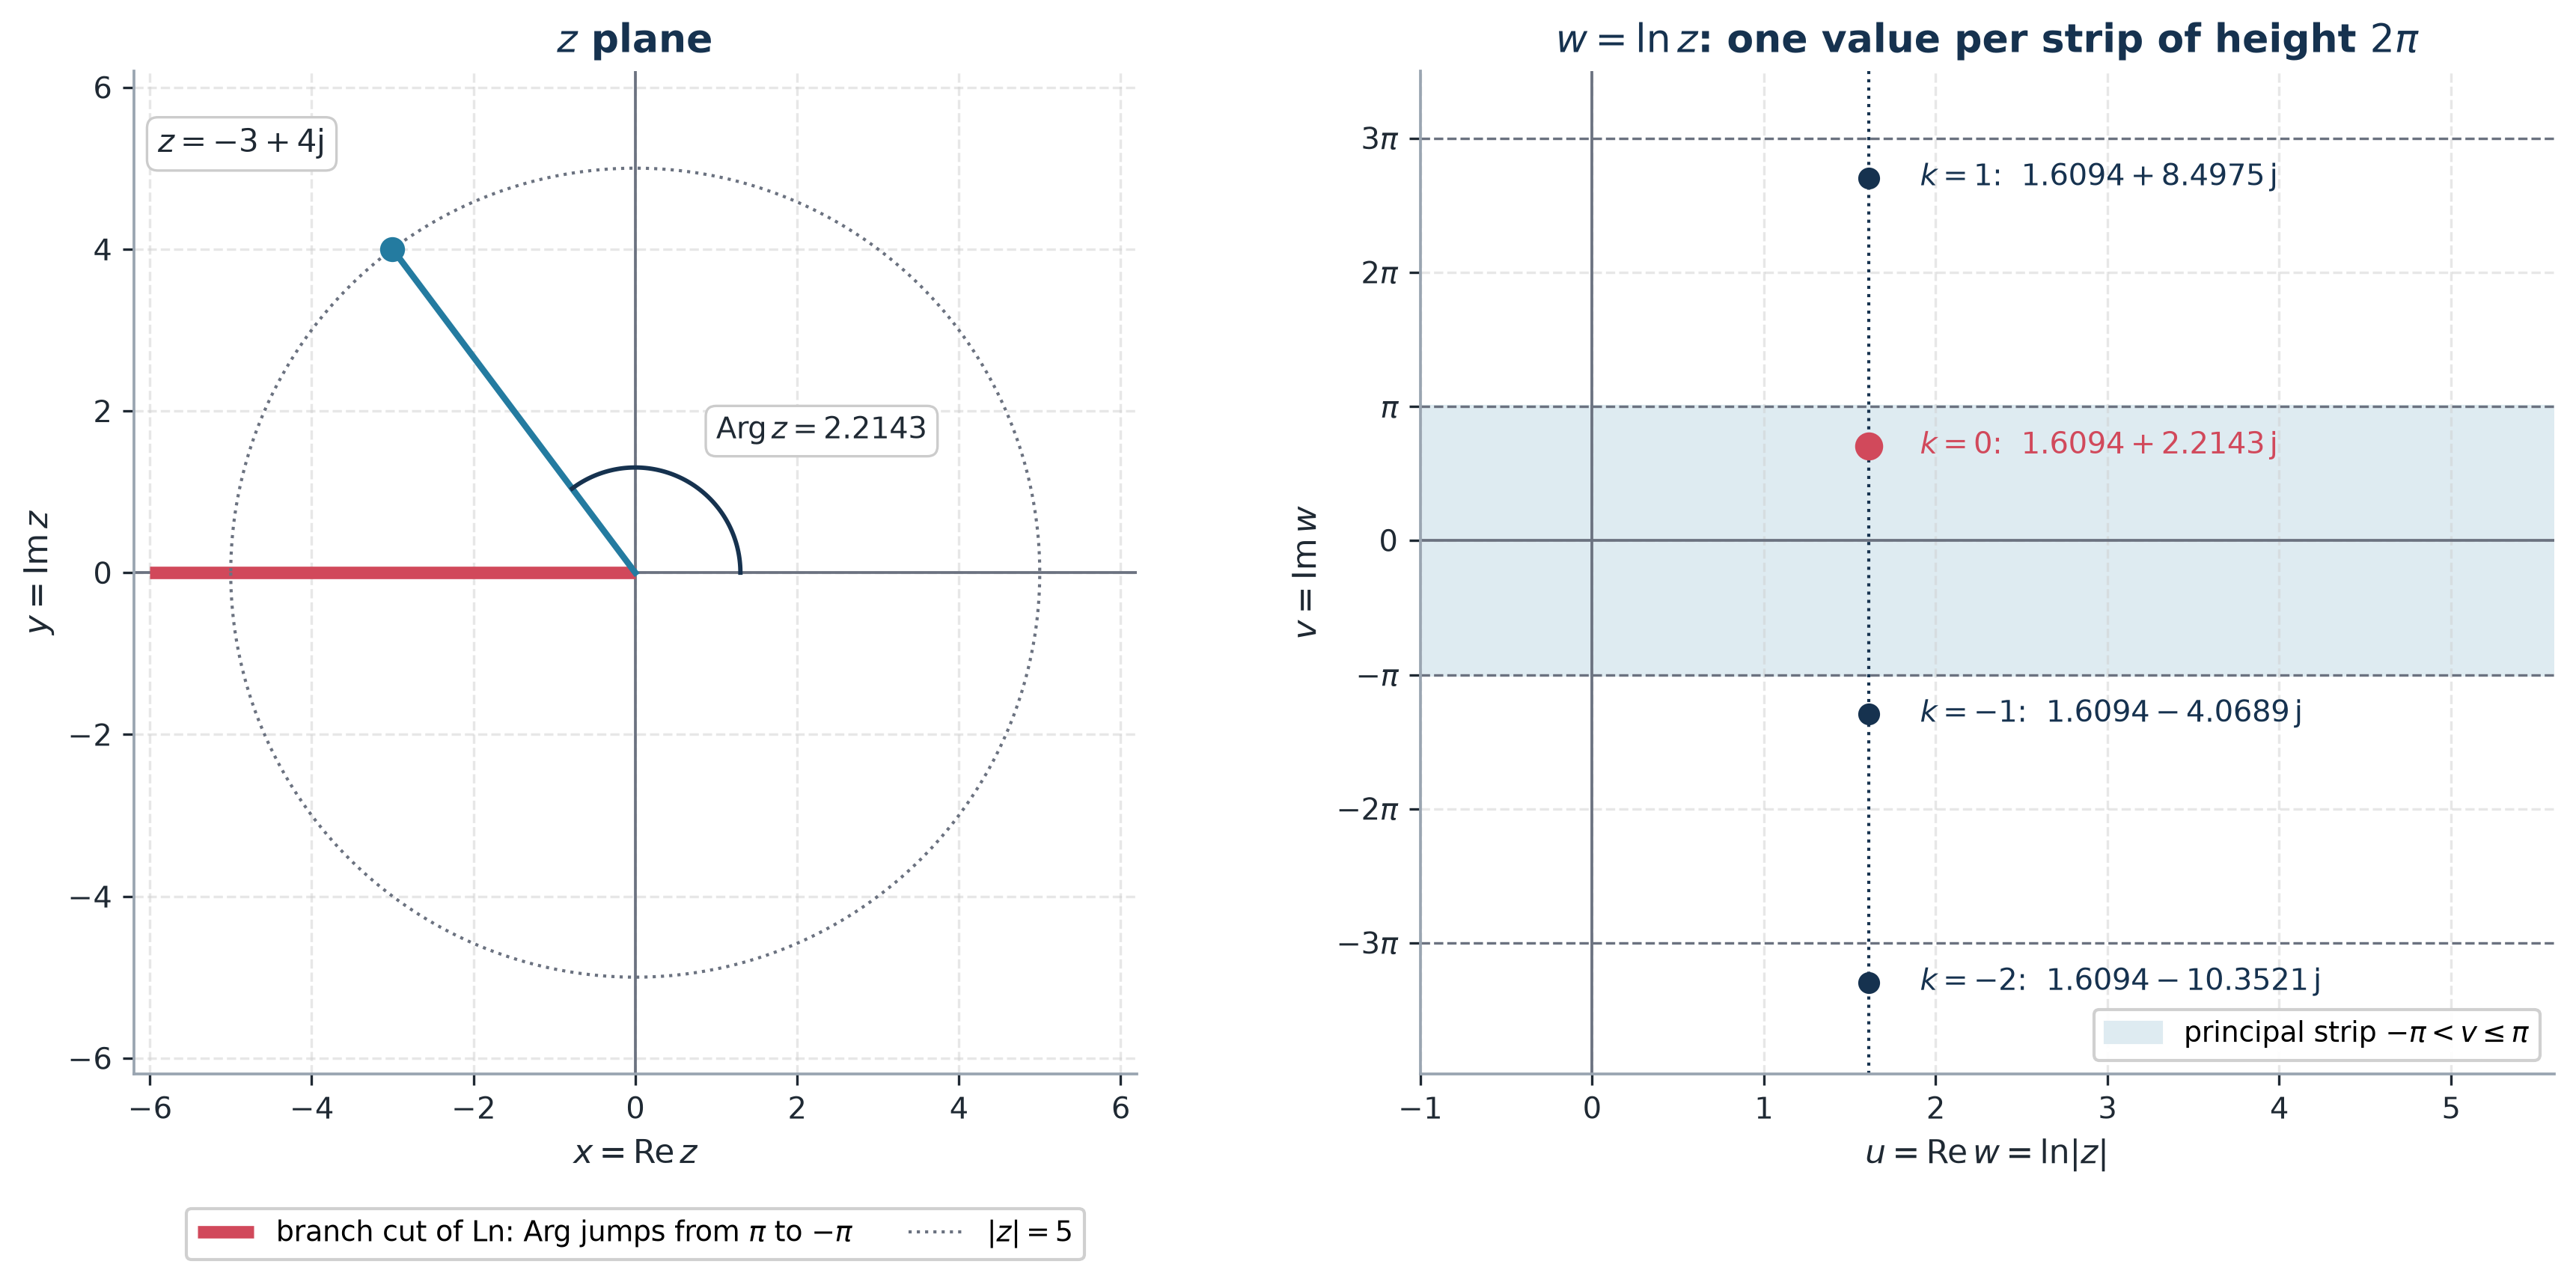 z plane
6
4
2
0
−2
−4
−6
y = Im z
z = −3 + 4j
Arg z = 2.2143
−6 −4 −2 0 2 4 6
x = Re z
branch cut of Ln: Arg jumps from π to −π
|z| = 5
w = ln z: one value per strip of height 2π
3π
2π
π
0
−π
−2π
−3π
v = Im w
k = 1: 1.6094 + 8.4975 j
k = 0: 1.6094 + 2.2143 j
k = −1: 1.6094 − 4.0689 j
k = −2: 1.6094 − 10.3521 j
principal strip −π < v ≤ π
−1 0 1 2 3 4 5
u = Re w = ln|z|